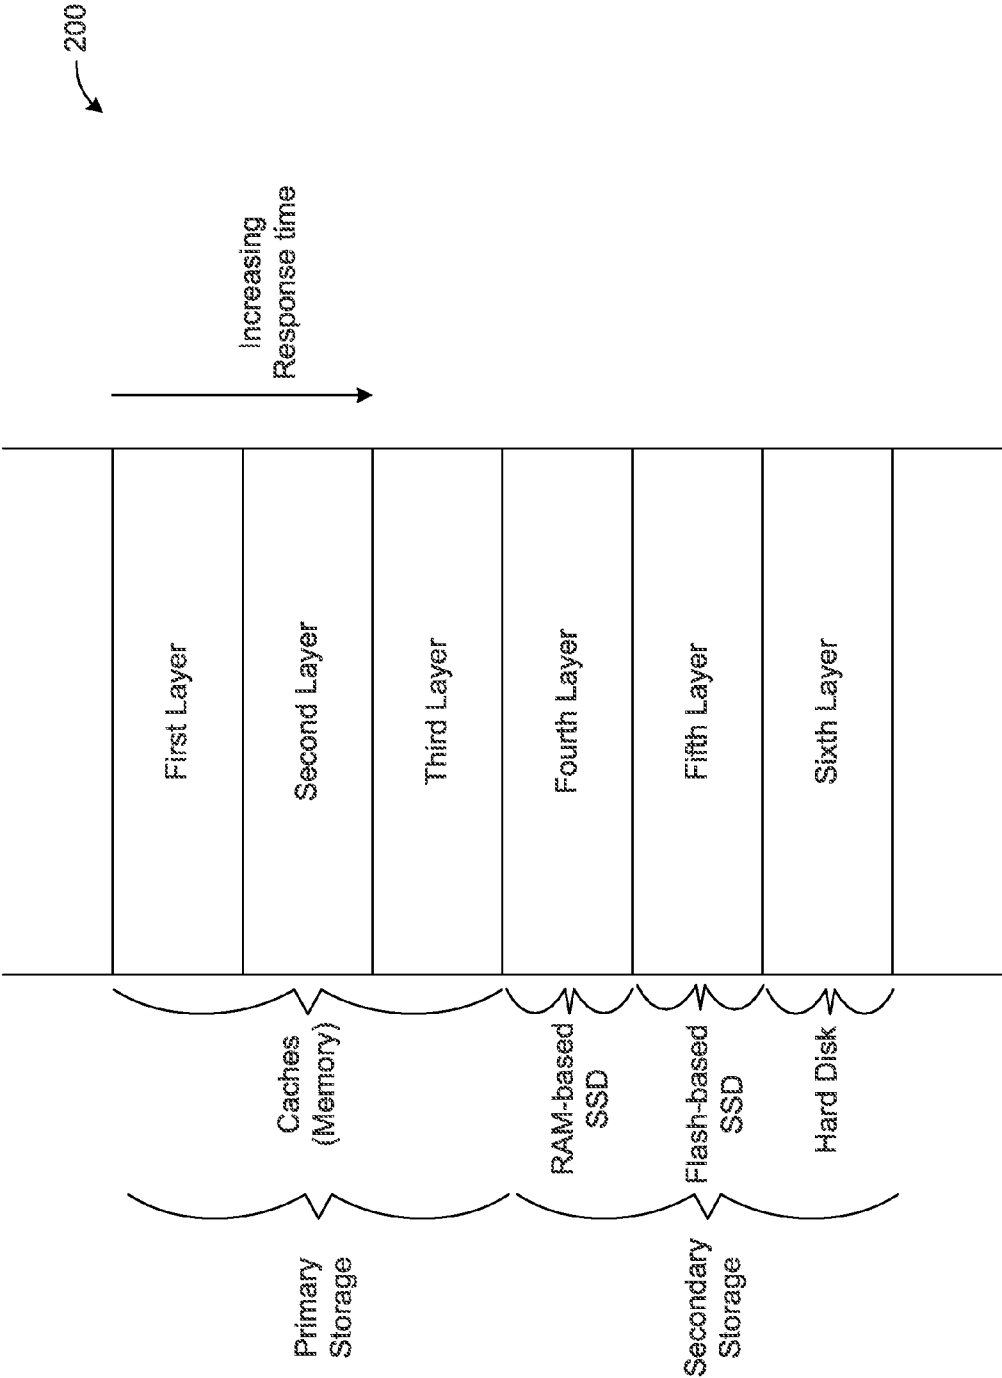 200
Increasing
Response time
First Layer
Second Layer
Third Layer
Fourth Layer
Fifth Layer
Sixth Layer
Caches
(Memory)
RAM-based
SSD
Flash-based
SSD
Hard Disk
Primary
Storage
Secondary
Storage